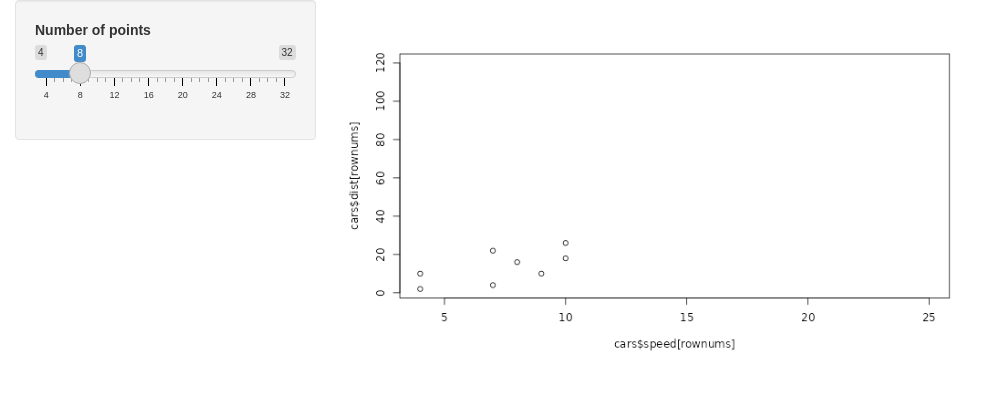 Number of points
4 8 32
4 8 12 16 20 24 28 32
120
100
80
60
40
20
0
cars$dist[rownums]
5 10 15 20 25
cars$speed[rownums]